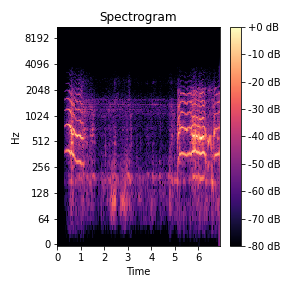 Spectrogram
Hz
8192
4096
2048
1024
512
256
128
64
0
0 1 2 3 4 5 6
Time
+0 dB
-10 dB
-20 dB
-30 dB
-40 dB
-50 dB
-60 dB
-70 dB
-80 dB